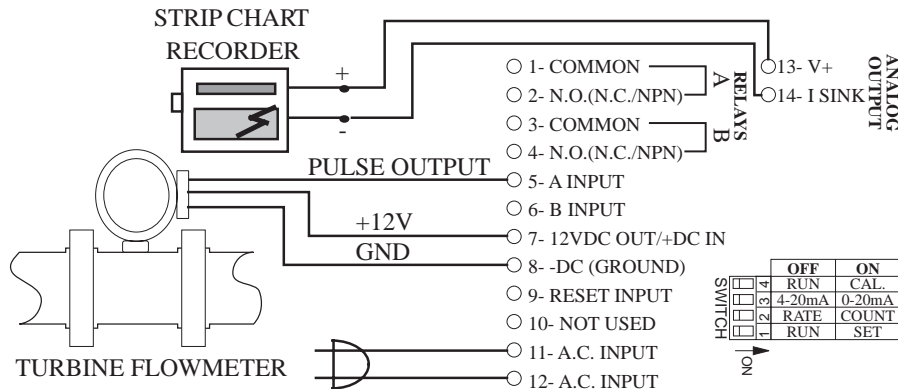 STRIP CHART
RECORDER
+
-
PULSE OUTPUT
+12V
GND
TURBINE FLOWMETER
1- COMMON
2- N.O.(N.C./NPN)
3- COMMON
4- N.O.(N.C./NPN)
5- A INPUT
6- B INPUT
7- 12VDC OUT/+DC IN
8- -DC (GROUND)
9- RESET INPUT
10- NOT USED
11- A.C. INPUT
12- A.C. INPUT
A
B
RELAYS
13- V+
14- I SINK
ANALOG
OUTPUT
SWITCH
OFF ON
4 RUN CAL.
3 4-20mA 0-20mA
2 RATE COUNT
1 RUN SET
ON